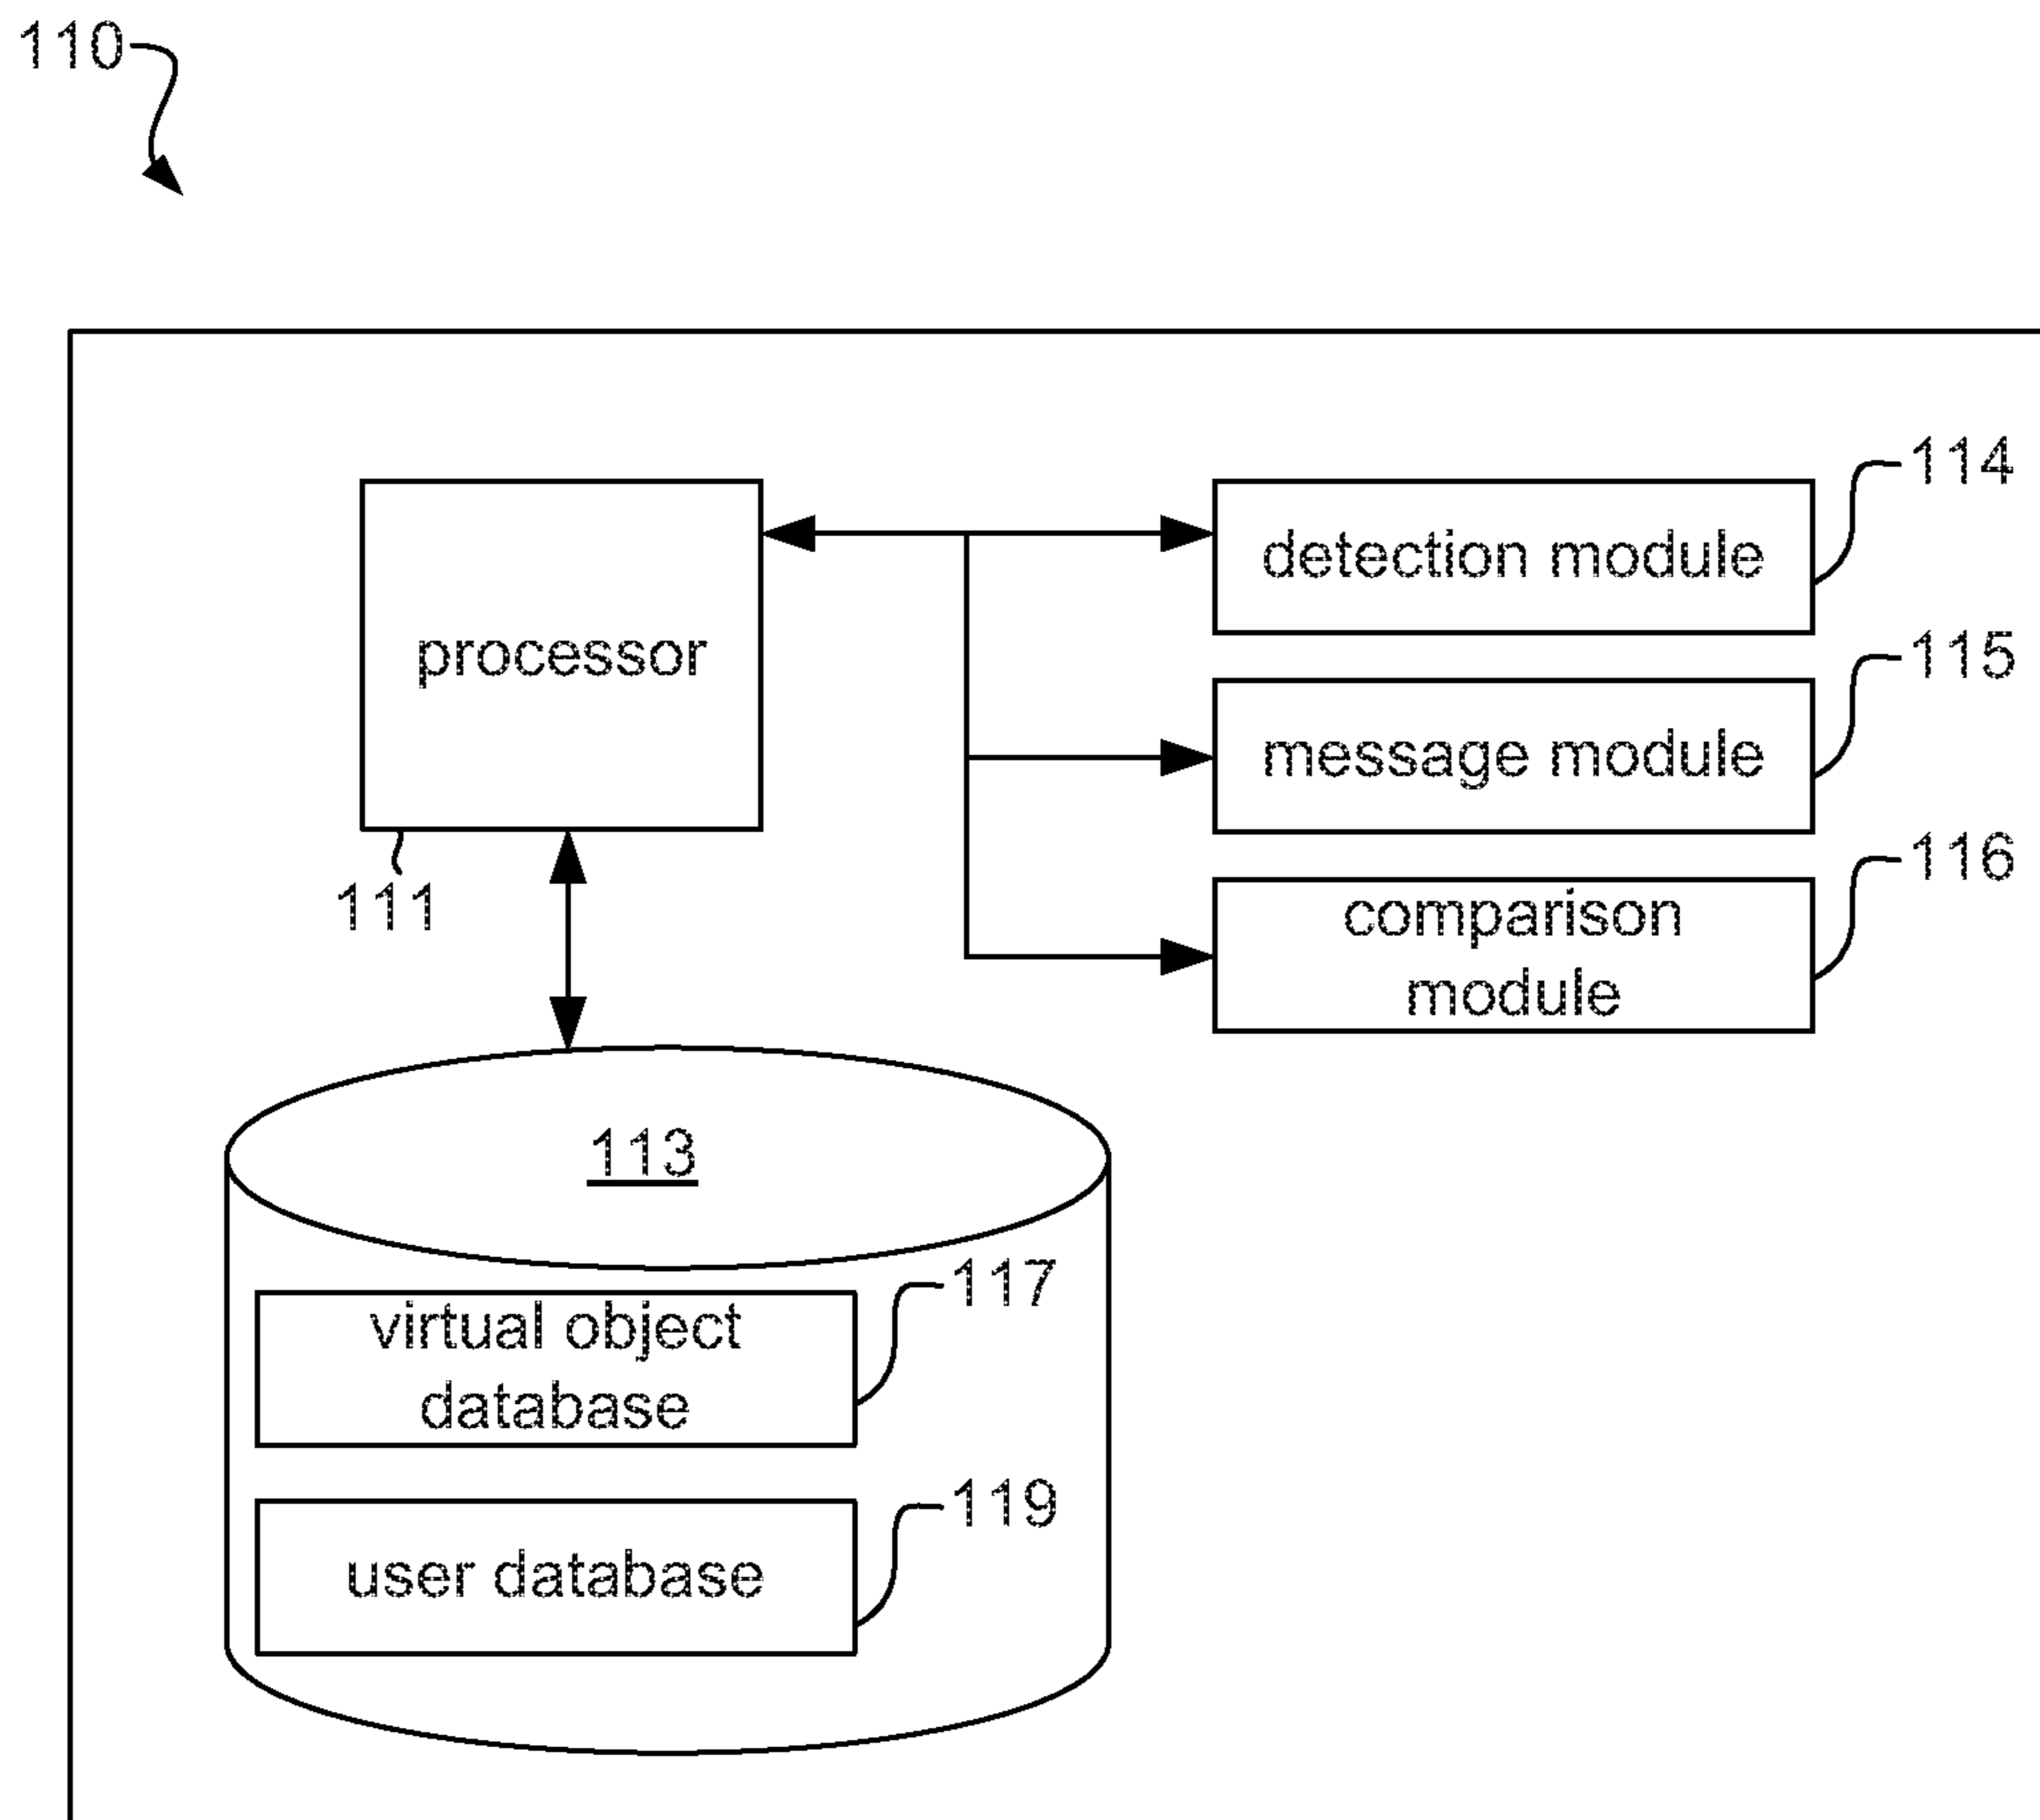 110
114
detection module
115
processor
message module
116
111
comparison
module
113
117
virtual object
database
119
user database